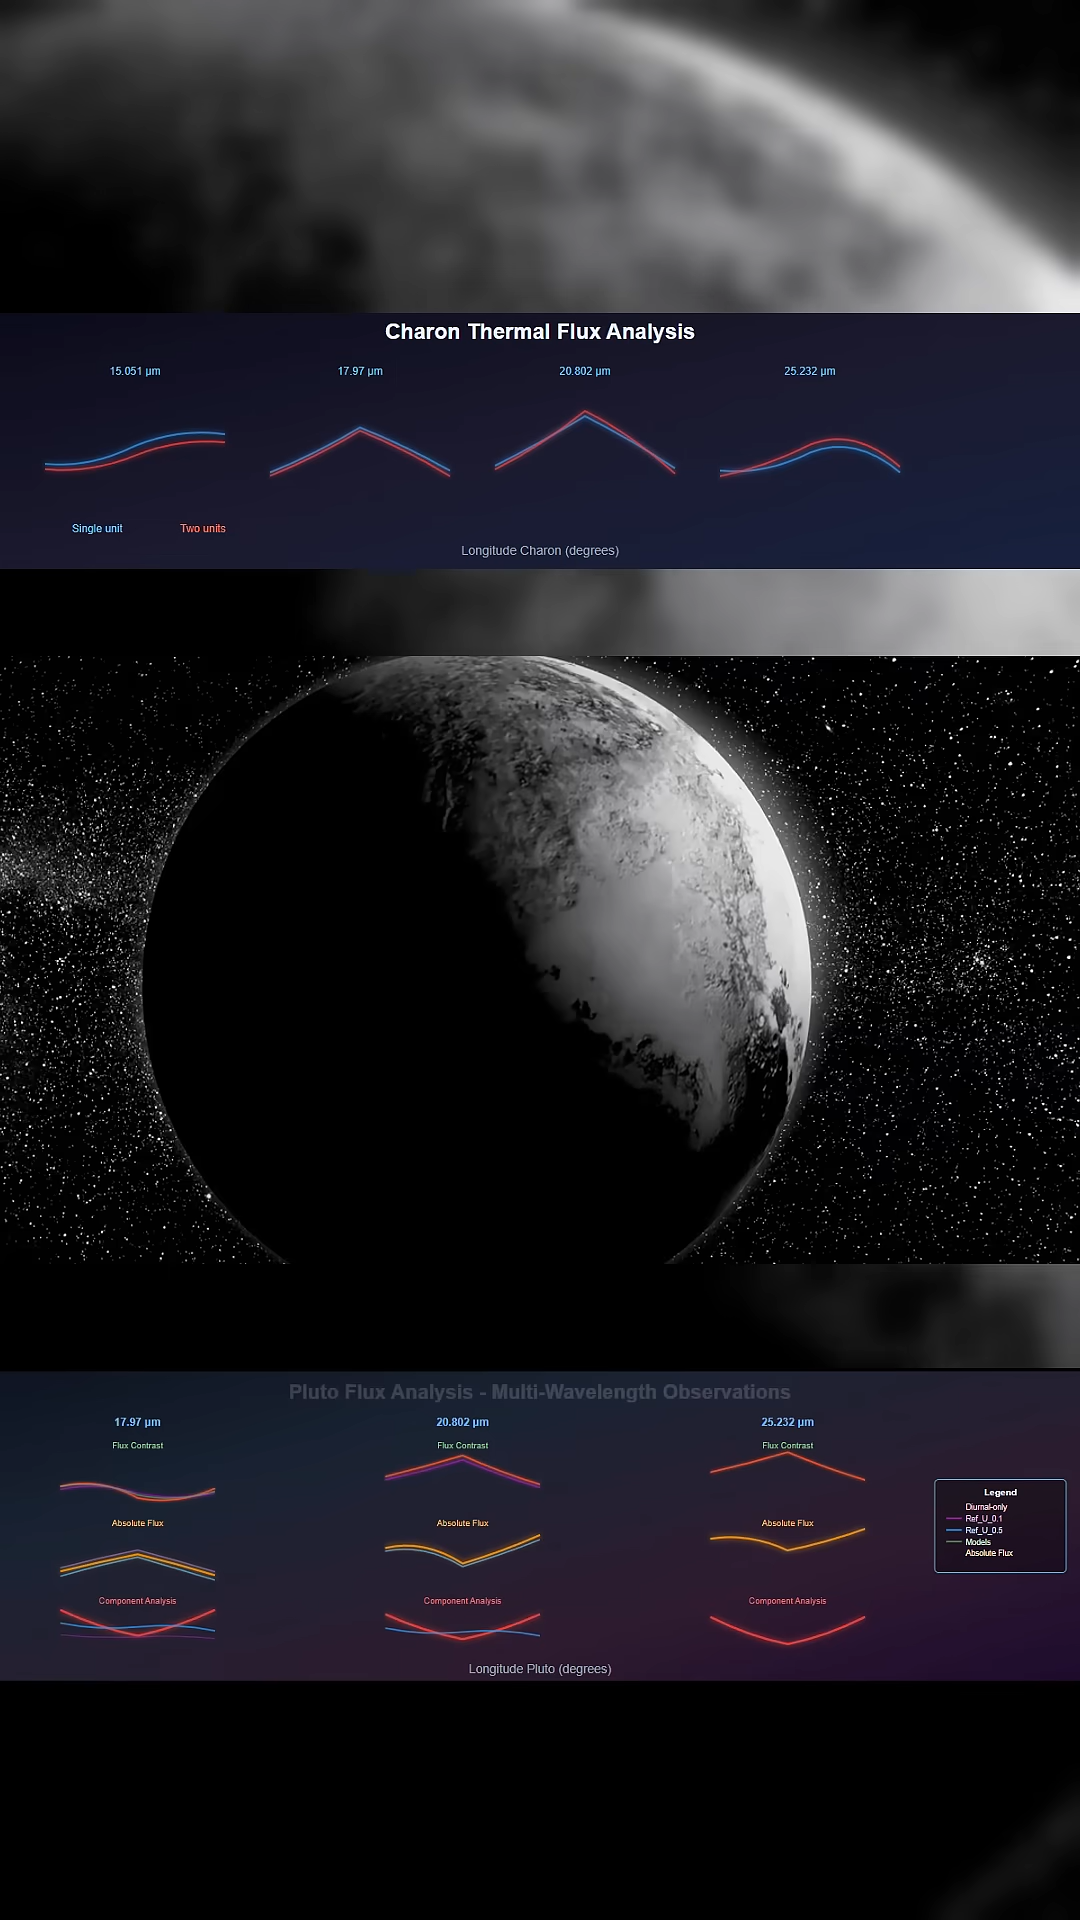 Charon Thermal Flux Analysis
15.051 μm
17.97 μm
20.802 μm
25.232 μm
Single unit
Two units
Longitude Charon (degrees)
Pluto Flux Analysis - Multi-Wavelength Observations
17.97 μm
20.802 μm
25.232 μm
Flux Contrast
Flux Contrast
Flux Contrast
Absolute Flux
Absolute Flux
Absolute Flux
Component Analysis
Component Analysis
Component Analysis
Legend
Diurnal-only
Ref_U_0.1
Ref_U_0.5
Models
Absolute Flux
Longitude Pluto (degrees)